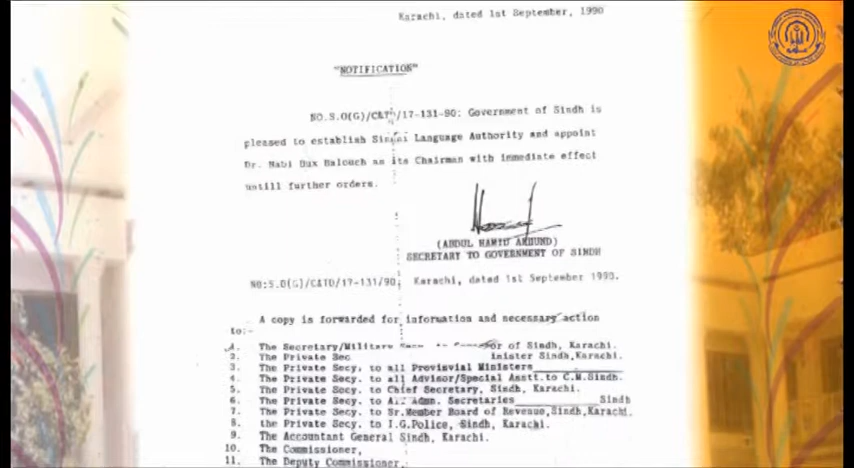 Karachi, dated 1st September, 1990
"NOTIFICATION"
NO.S.O(G)/C&T/17-131-90: Government of Sindh is
pleased to establish Sindhi Language Authority and appoint
Dr. Nabi Bux Balouch as its Chairman with immediate effect
untill further orders.
(ABDUL HAMID AKHUND)
SECRETARY TO GOVERNMENT OF SINDH
NO:S.O(G)/C&TD/17-131/90, Karachi, dated 1st September 1990.
A copy is forwarded for information and necessary action
to:-
1. The Secretary/Military of Sindh, Karachi.
2. The Private Sec inister Sindh,Karachi.
3. The Private Secy. to all Provisvial Ministers
4. The Private Secy. to all Advisor/Special Asstt.to C.M.Sindh.
5. The Private Secy. to Chief Secretary, Sindh, Karachi.
6. The Private Secy. to All Admn. Secretaries Sindh
7. The Private Secy. to Sr.Member Board of Revenue,Sindh,Karachi.
8. the Private Secy. to I.G.Police, Sindh, Karachi.
9. The Accountant General Sindh, Karachi.
10. The Commissioner,
11. The Deputy Commissioner,